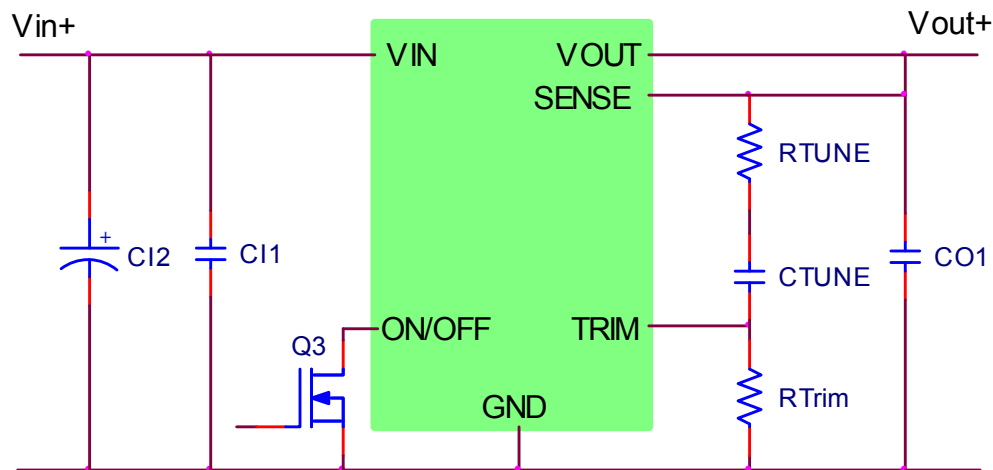 Vin+
Vout+
VIN
VOUT
SENSE
RTUNE
+
CI2
CI1
CTUNE
CO1
ON/OFF
TRIM
Q3
RTrim
GND